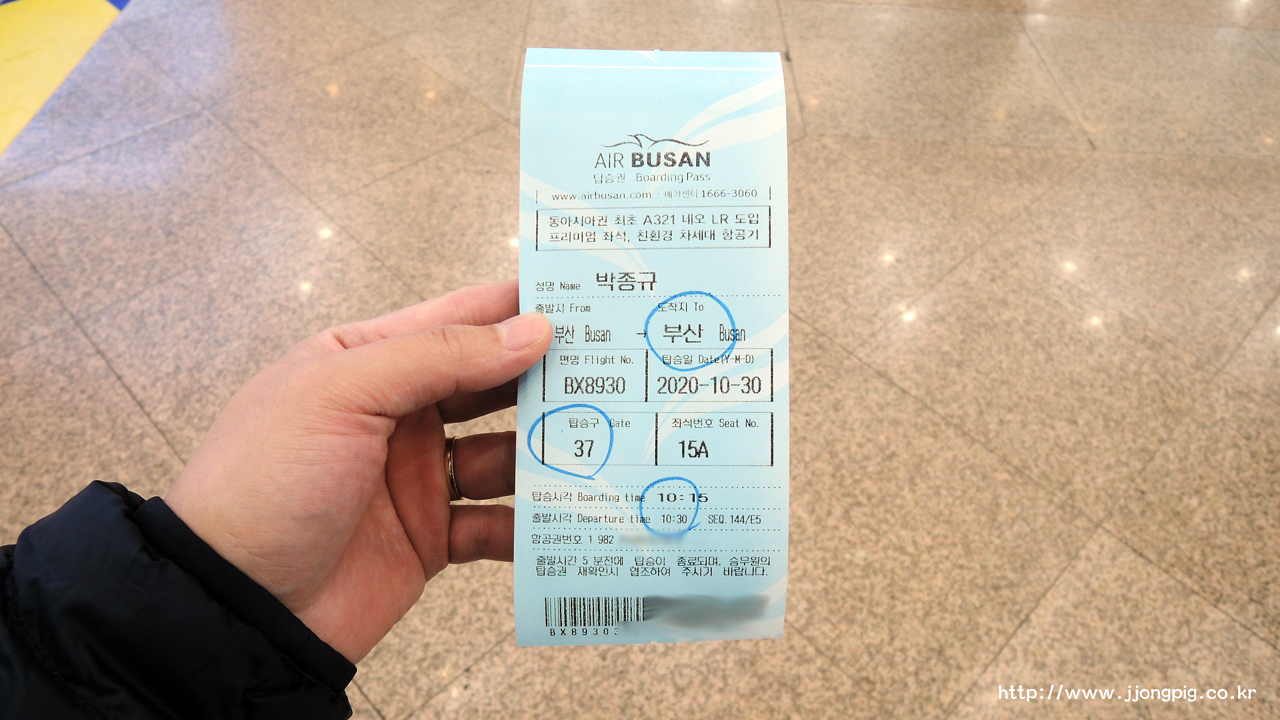 AIR BUSAN
탑승권 Boarding Pass
www.airbusan.com · 예약센터 1666-3060
동아시아권 최초 A321 네오 LR 도입
프리미엄 좌석, 친환경 차세대 항공기
성명 Name 박종규
출발지 From 도착지 To
부산 Busan → 부산 Busan
편명 Flight No. 탑승일 Date(Y-M-D)
BX8930 2020-10-30
탑승구 Gate 좌석번호 Seat No.
37 15A
탑승시각 Boarding time 10:15
출발시각 Departure time 10:30 SEQ.144/E5
항공권번호 1 982
출발시간 5 분전에 탑승이 종료되며, 승무원의
탑승권 재확인시 협조하여 주시기 바랍니다.
BX8930
http://www.jjongpig.co.kr